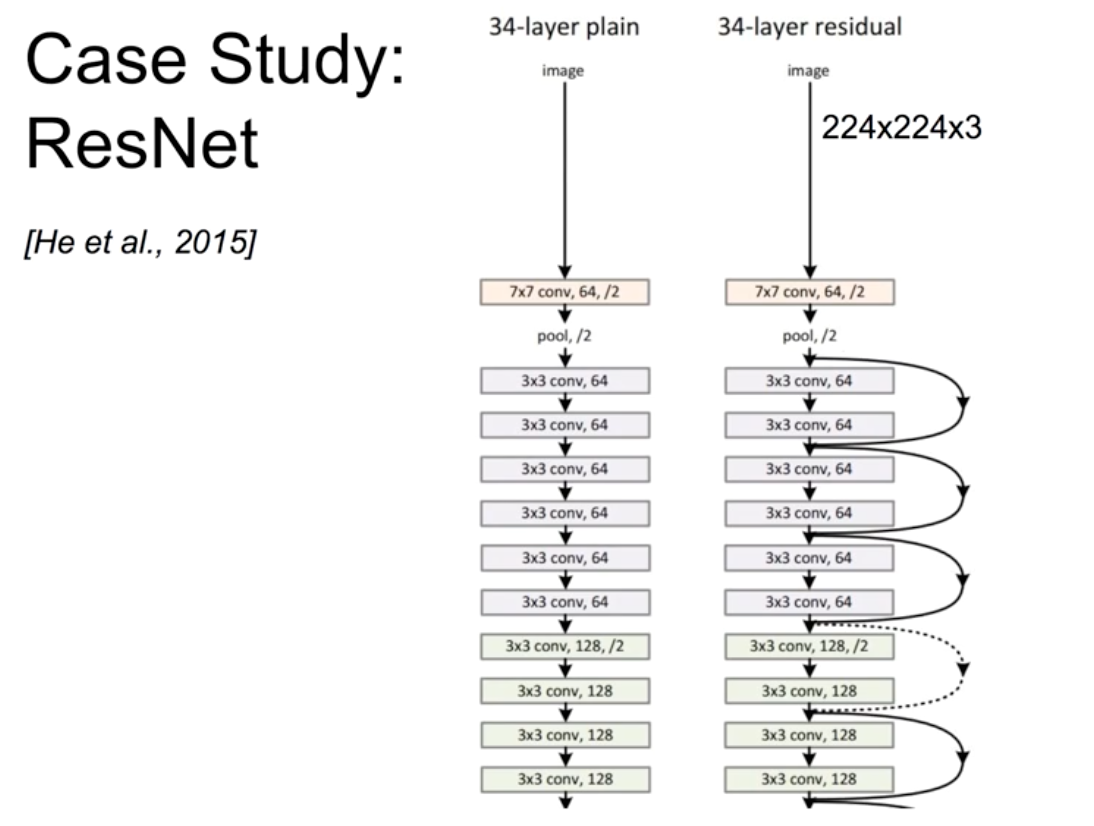 Case Study:
ResNet
[He et al., 2015]
34-layer plain
image
7x7 conv, 64, /2
pool, /2
3x3 conv, 64
3x3 conv, 64
3x3 conv, 64
3x3 conv, 64
3x3 conv, 64
3x3 conv, 64
3x3 conv, 128, /2
3x3 conv, 128
3x3 conv, 128
3x3 conv, 128
34-layer residual
image
224x224x3
7x7 conv, 64, /2
pool, /2
3x3 conv, 64
3x3 conv, 64
3x3 conv, 64
3x3 conv, 64
3x3 conv, 64
3x3 conv, 64
3x3 conv, 128, /2
3x3 conv, 128
3x3 conv, 128
3x3 conv, 128